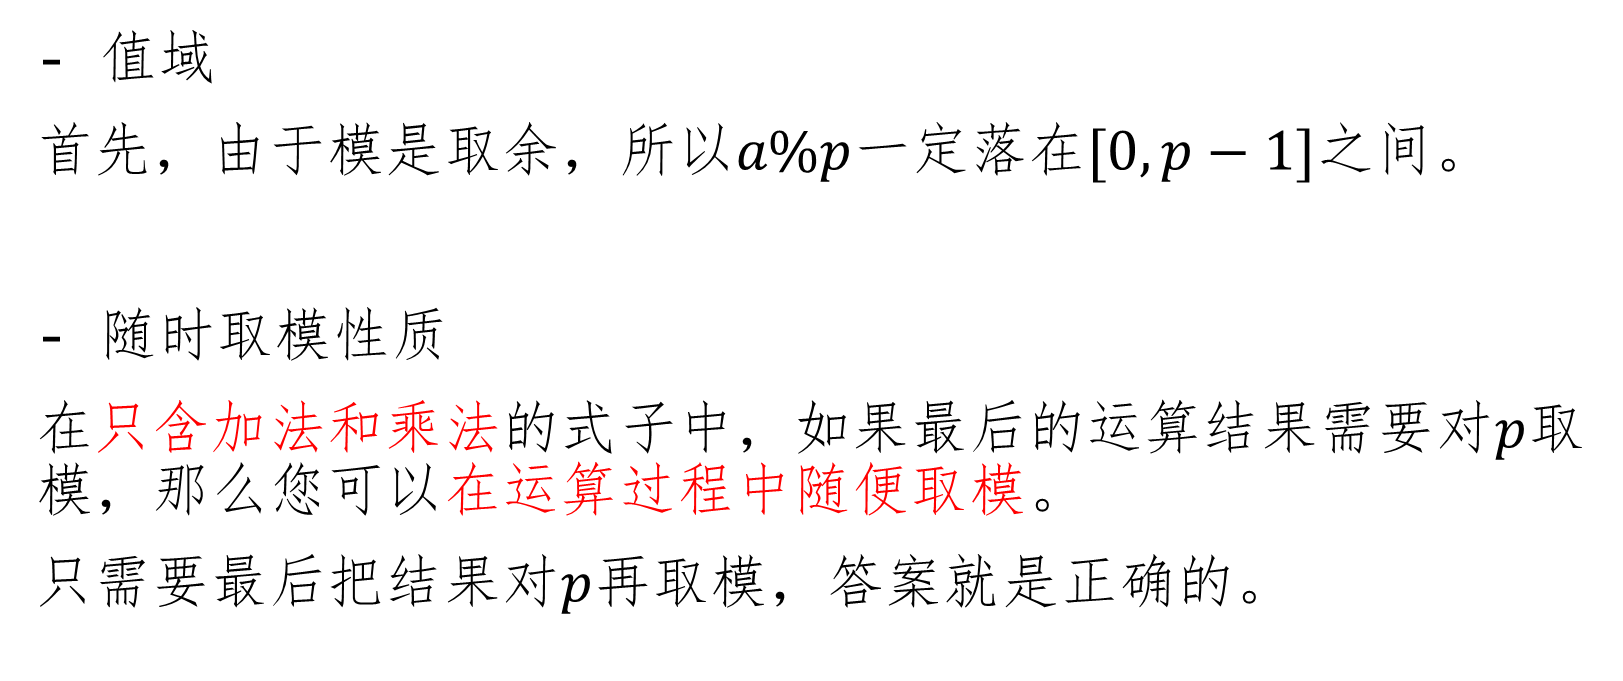 - 值域
首先，由于模是取余，所以a%p一定落在[0,p − 1]之间。
- 随时取模性质
在只含加法和乘法的式子中，如果最后的运算结果需要对p取
模，那么您可以在运算过程中随便取模。
只需要最后把结果对p再取模，答案就是正确的。